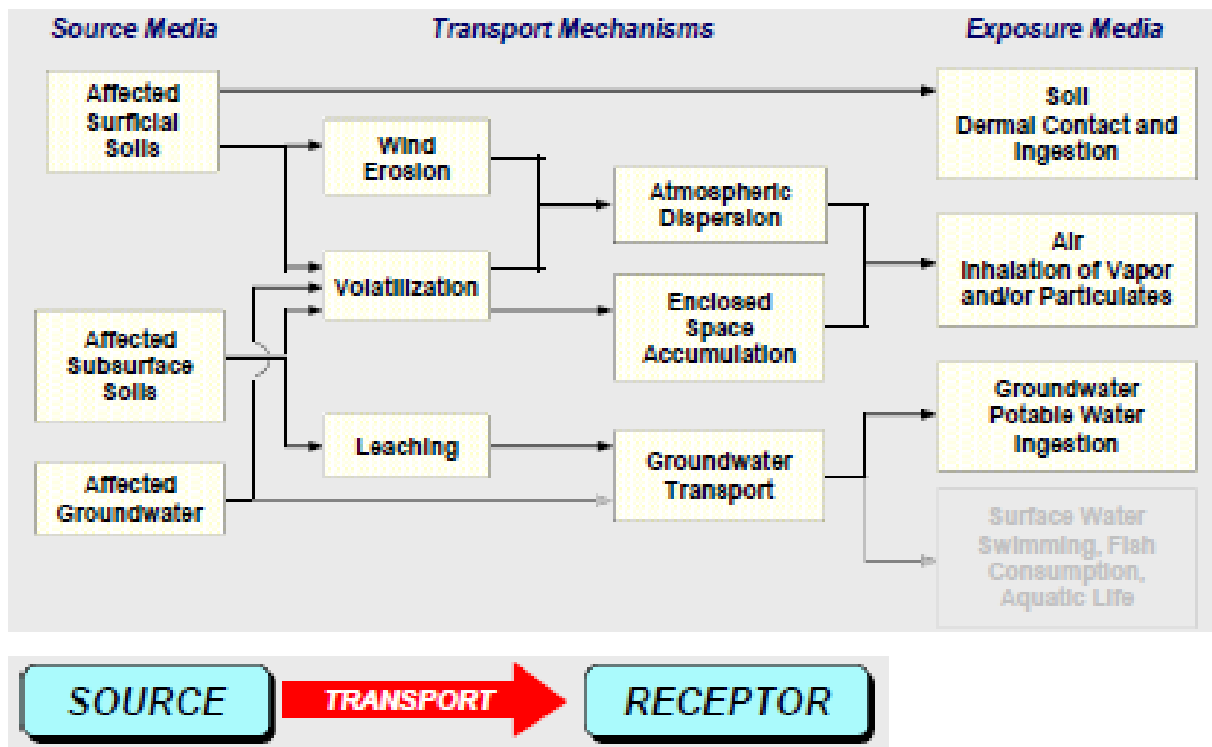 Source Media
Transport Mechanisms
Exposure Media
Affected
Surficial
Soils
Wind
Erosion
Volatilization
Affected
Subsurface
Soils
Leaching
Affected
Groundwater
Atmospheric
Dispersion
Enclosed
Space
Accumulation
Groundwater
Transport
Soil
Dermal Contact and
Ingestion
Air
Inhalation of Vapor
and/or Particulates
Groundwater
Potable Water
Ingestion
Surface Water
Swimming, Fish
Consumption,
Aquatic Life
SOURCE
TRANSPORT
RECEPTOR